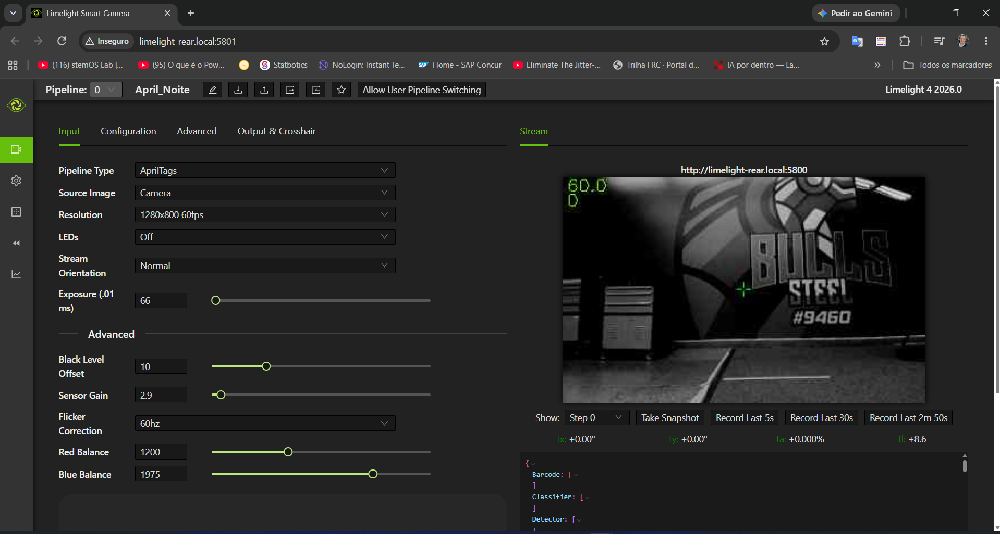 Limelight Smart Camera
Pedir ao Gemini
Inseguro
limelight-rear.local:5801
(116) stemOS Lab |...
(95) O que é o Pow...
Statbotics
NoLogin: Instant Te...
SAP
Home - SAP Concur
Eliminate The Jitter-...
Trilha FRC · Portal d...
IA por dentro — La...
»
Todos os marcadores
Pipeline:
0
April_Noite
Allow User Pipeline Switching
Limelight 4 2026.0
Input
Configuration
Advanced
Output & Crosshair
Stream
Pipeline Type
AprilTags
Source Image
Camera
Resolution
1280x800 60fps
LEDs
Off
Stream
Orientation
Normal
Exposure (.01
ms)
66
Advanced
Black Level
Offset
10
Sensor Gain
2.9
Flicker
Correction
60hz
Red Balance
1200
Blue Balance
1975
http://limelight-rear.local:5800
60.0
0
BULLS
STEEL
#9460
Show:
Step 0
Take Snapshot
Record Last 5s
Record Last 30s
Record Last 2m 50s
tx: +0.00°
ty: +0.00°
ta: +0.000%
tl: +8.6
{
Barcode: [
]
Classifier: [
]
Detector: [
]